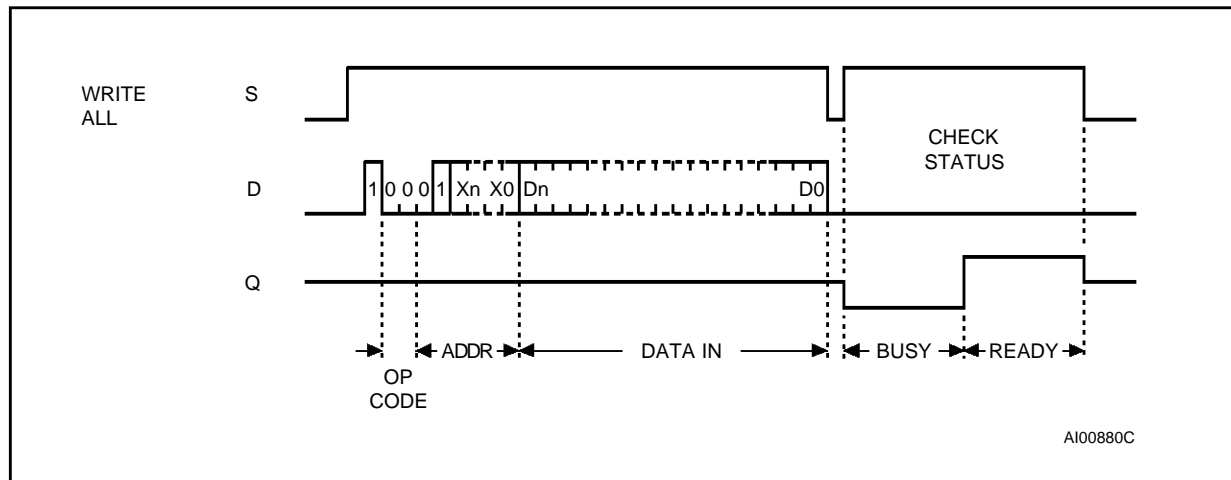 WRITE S
ALL
CHECK
STATUS
D 1 0 0 0 1 Xn X0 Dn D0
Q
ADDR DATA IN BUSY READY
OP
CODE
AI00880C